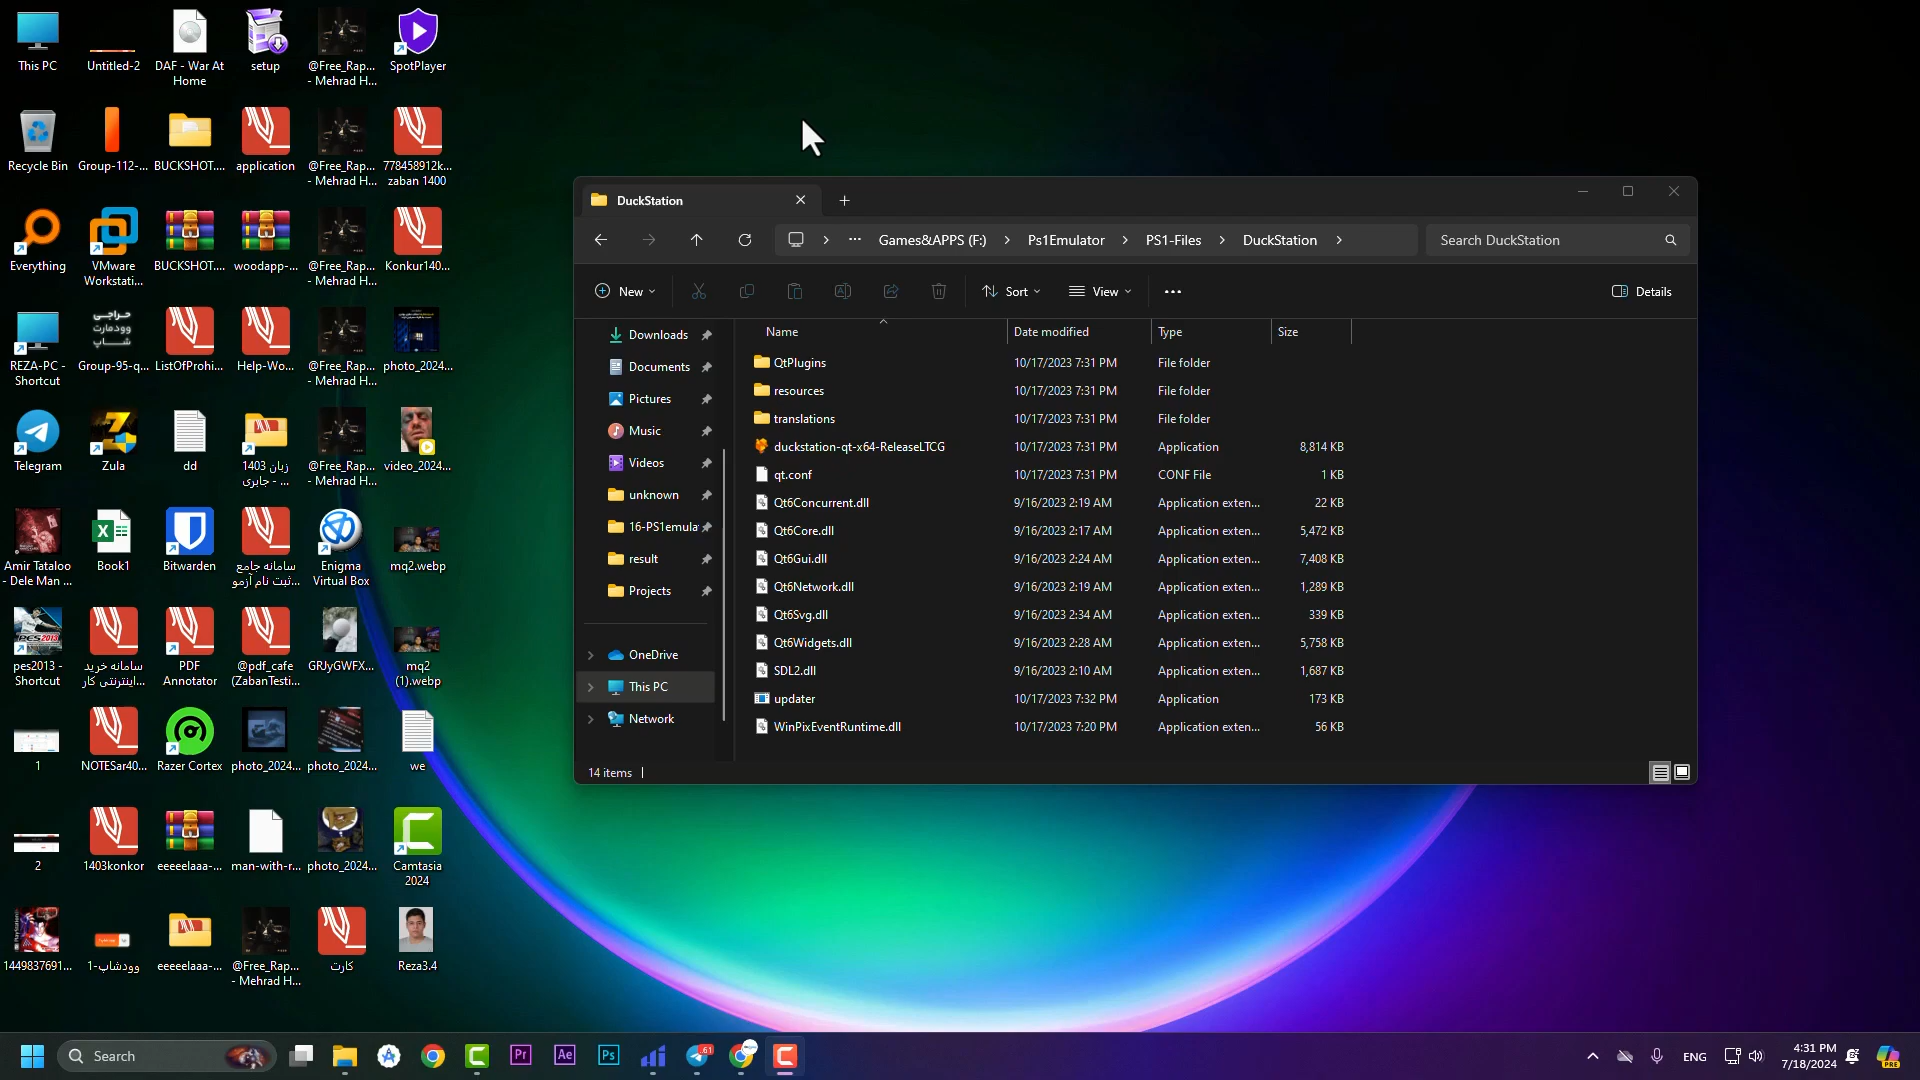 This PC
Untitled-2
DAF - War At
Home
setup
@Free_Rap...
- Mehrad H...
SpotPlayer
Recycle Bin
Group-112-...
BUCKSHOT....
application
@Free_Rap...
- Mehrad H...
778458912k...
zaban 1400
Everything
VMware
Workstati...
BUCKSHOT....
woodapp-...
@Free_Rap...
- Mehrad H...
Konkur140...
حراجی
وودمارت
شاپ
REZA-PC -
Shortcut
Group-95-q...
ListOfProhi...
Help-Wo...
@Free_Rap...
- Mehrad H...
photo_2024...
Telegram
Zula
dd
زبان 1403
- جابری ...
@Free_Rap...
- Mehrad H...
video_2024...
Amir Tataloo
- Dele Man ...
Book1
Bitwarden
سامانه جامع
ثبت نام آزمو...
Enigma
Virtual Box
mq2.webp
pes2013 -
Shortcut
سامانه خرید
اینترنتی کار...
PDF
Annotator
@pdf_cafe
(ZabanTesti...
GRJyGWFX...
mq2
(1).webp
1
NOTESar40...
Razer Cortex
photo_2024...
photo_2024...
we
2
1403konkor
eeeeelaaa-...
man-with-r...
photo_2024...
Camtasia
2024
1449837691...
وودشاپ-1
eeeeelaaa-...
@Free_Rap...
- Mehrad H...
کارت
Reza3.4
DuckStation
Games&APPS (F:)
Ps1Emulator
PS1-Files
DuckStation
Search DuckStation
New
Sort
View
Details
Downloads
Documents
Pictures
Music
Videos
unknown
16-PS1emula
result
Projects
OneDrive
This PC
Network
Name Date modified Type Size
QtPlugins 10/17/2023 7:31 PM File folder
resources 10/17/2023 7:31 PM File folder
translations 10/17/2023 7:31 PM File folder
duckstation-qt-x64-ReleaseLTCG 10/17/2023 7:31 PM Application 8,814 KB
qt.conf 10/17/2023 7:31 PM CONF File 1 KB
Qt6Concurrent.dll 9/16/2023 2:19 AM Application exten... 22 KB
Qt6Core.dll 9/16/2023 2:17 AM Application exten... 5,472 KB
Qt6Gui.dll 9/16/2023 2:24 AM Application exten... 7,408 KB
Qt6Network.dll 9/16/2023 2:19 AM Application exten... 1,289 KB
Qt6Svg.dll 9/16/2023 2:34 AM Application exten... 339 KB
Qt6Widgets.dll 9/16/2023 2:28 AM Application exten... 5,758 KB
SDL2.dll 9/16/2023 2:10 AM Application exten... 1,687 KB
updater 10/17/2023 7:32 PM Application 173 KB
WinPixEventRuntime.dll 10/17/2023 7:20 PM Application exten... 56 KB
14 items
Search
Pr
Ae
Ps
61
ENG
4:31 PM
7/18/2024
PRE